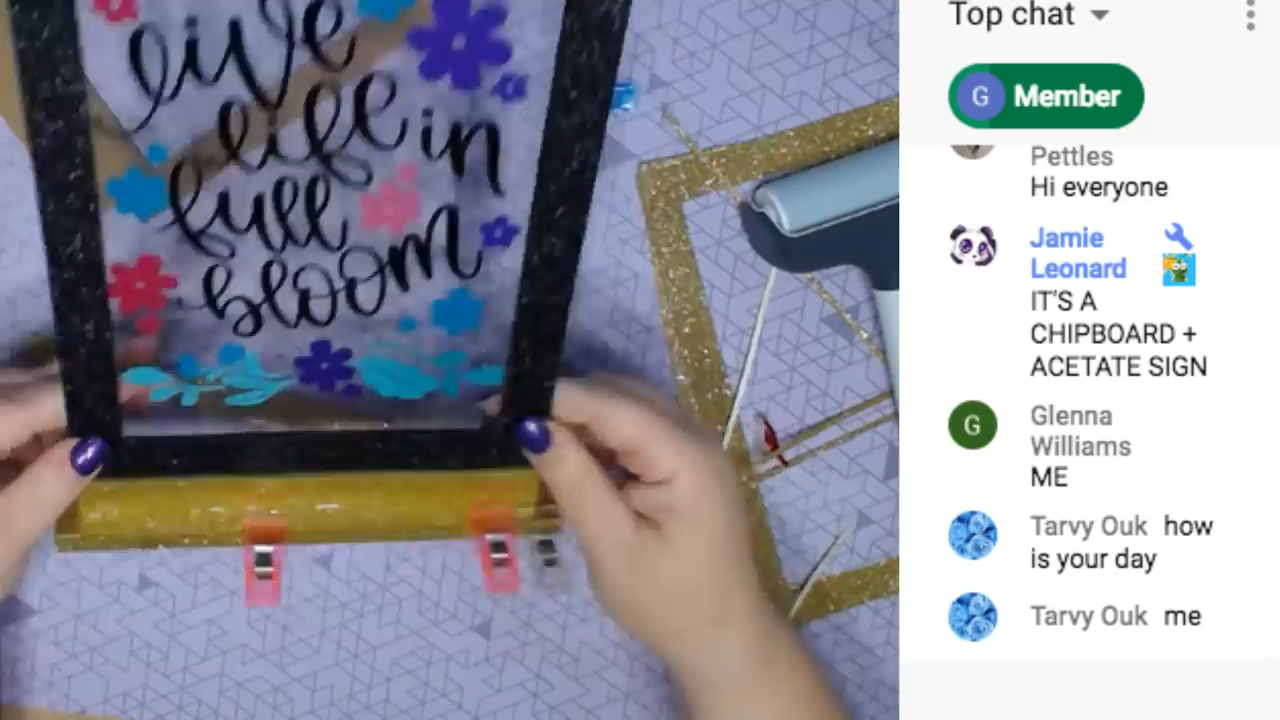 live
life in
full
bloom
Top chat
G Member
Pettles
Hi everyone
Jamie
Leonard
IT'S A
CHIPBOARD +
ACETATE SIGN
G Glenna
Williams
ME
Tarvy Ouk how
is your day
Tarvy Ouk me